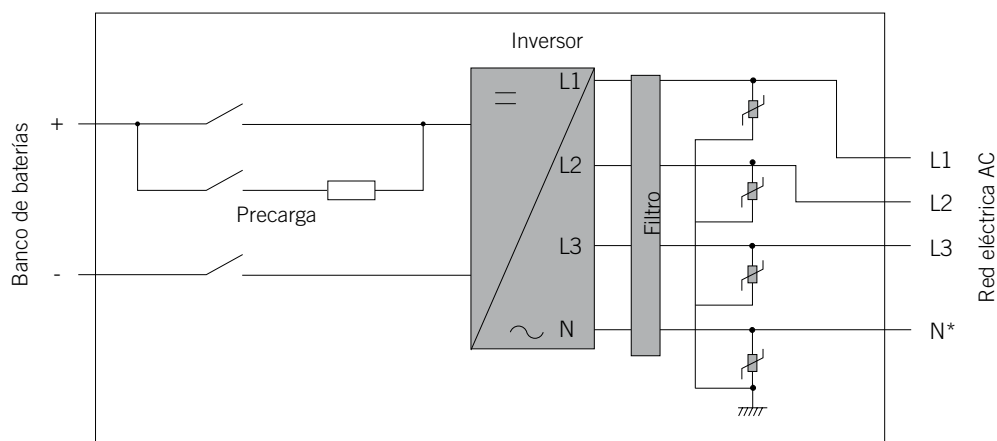 Inversor
Banco de baterías
+
-
Precarga
=
L1
L2
L3
N
Filtro
L1
L2
L3
N*
Red eléctrica AC